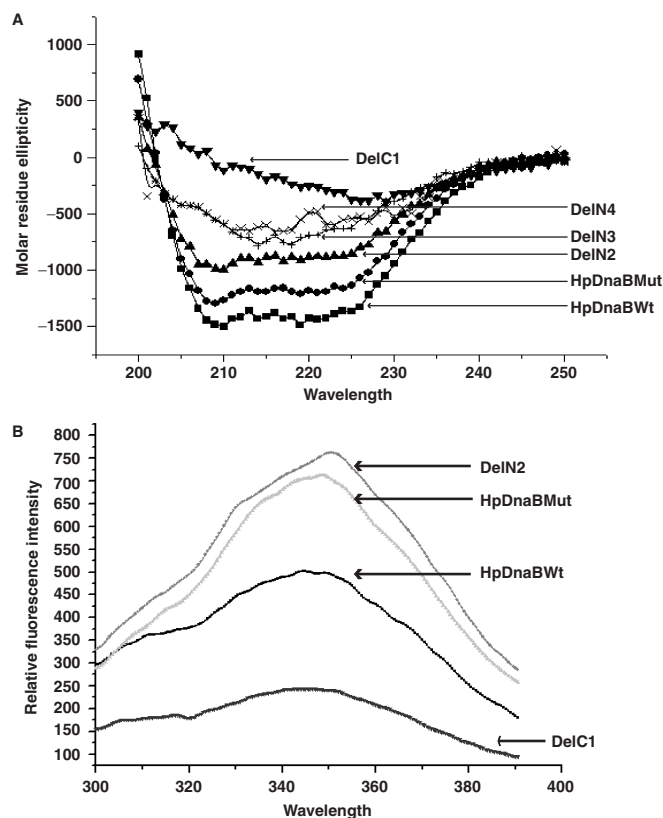 A
1000
500
0
−500
−1000
−1500
Molar residue ellipticity
DelC1
DelN4
DelN3
DelN2
HpDnaBMut
HpDnaBWt
200 210 220 230 240 250
Wavelength
B
800
750
700
650
600
550
500
450
400
350
300
250
200
150
100
Relative fluorescence intensity
DelN2
HpDnaBMut
HpDnaBWt
DelC1
300 320 340 360 380 400
Wavelength